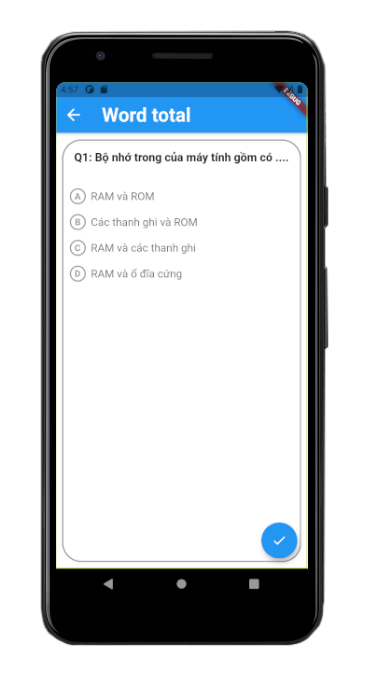 4:57
DEBUG
Word total
Q1: Bộ nhớ trong của máy tính gồm có ....
A RAM và ROM
B Các thanh ghi và ROM
C RAM và các thanh ghi
D RAM và ổ đĩa cứng